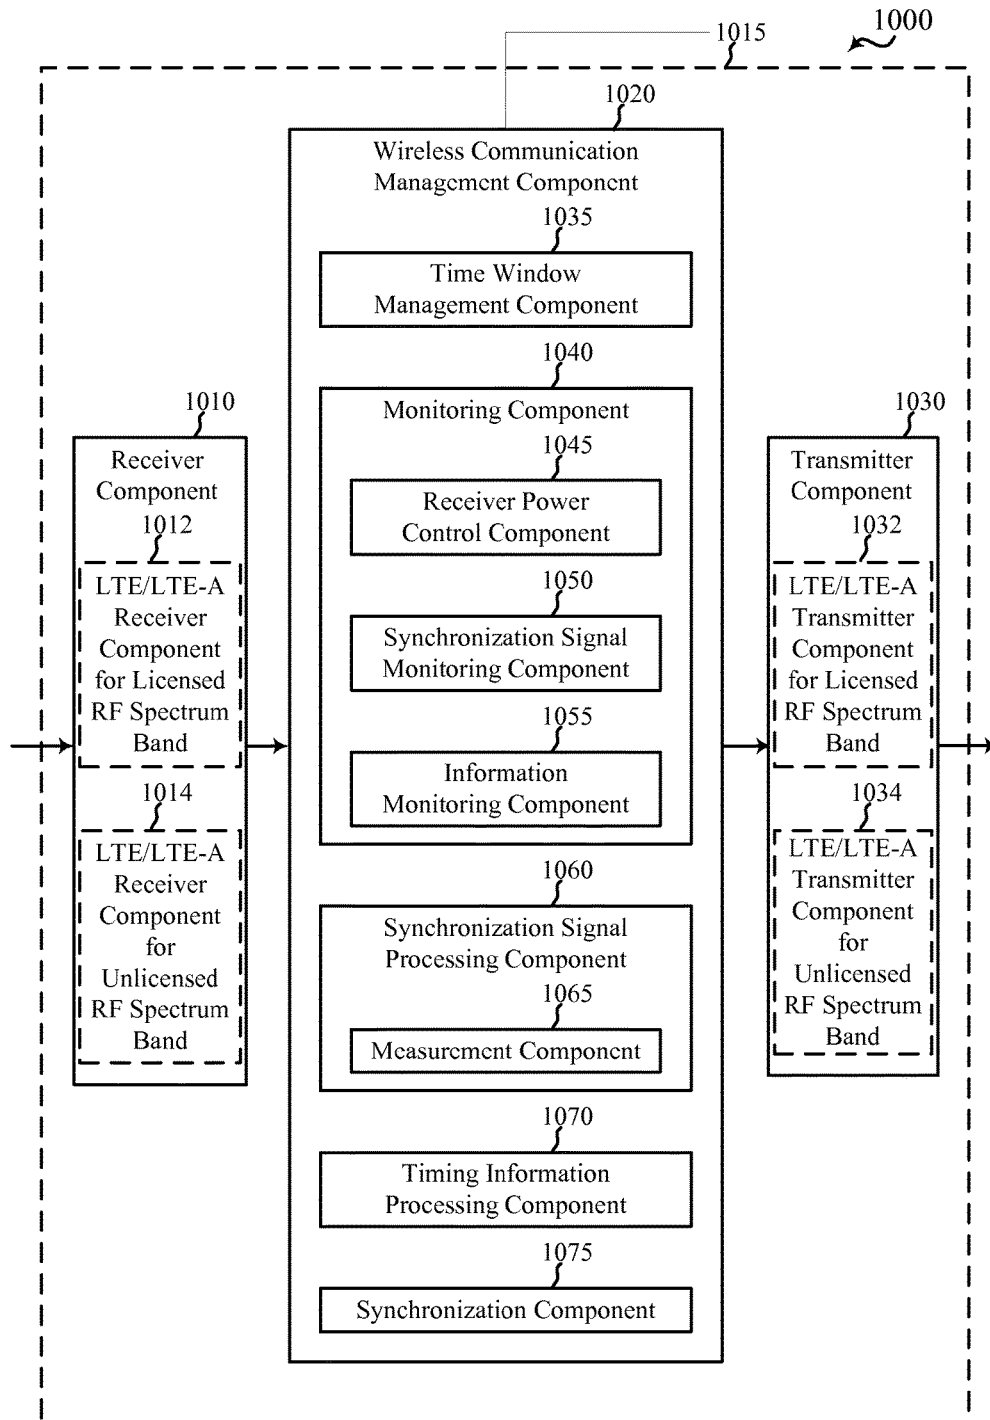 1000
1015
1020
Wireless Communication
Management Component
1035
Time Window
Management Component
1040
Monitoring Component
1045
Receiver Power
Control Component
1050
Synchronization Signal
Monitoring Component
1055
Information
Monitoring Component
1060
Synchronization Signal
Processing Component
1065
Measurement Component
1070
Timing Information
Processing Component
1075
Synchronization Component
1010
Receiver
Component
1012
LTE/LTE-A
Receiver
Component
for Licensed
RF Spectrum
Band
1014
LTE/LTE-A
Receiver
Component
for
Unlicensed
RF Spectrum
Band
1030
Transmitter
Component
1032
LTE/LTE-A
Transmitter
Component
for Licensed
RF Spectrum
Band
1034
LTE/LTE-A
Transmitter
Component
for
Unlicensed
RF Spectrum
Band